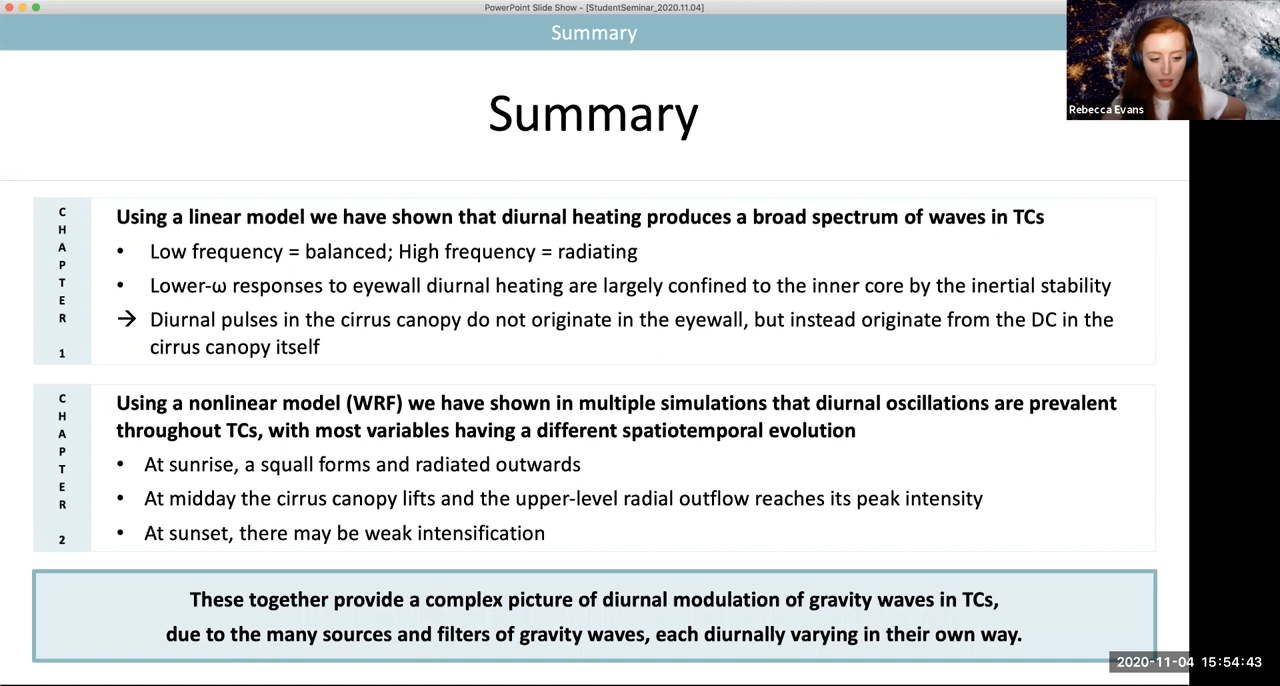 PowerPoint Slide Show - [StudentSeminar_2020.11.04]
Summary
Rebecca Evans
Summary
CHAPTER 1
Using a linear model we have shown that diurnal heating produces a broad spectrum of waves in TCs
• Low frequency = balanced; High frequency = radiating
• Lower-ω responses to eyewall diurnal heating are largely confined to the inner core by the inertial stability
→ Diurnal pulses in the cirrus canopy do not originate in the eyewall, but instead originate from the DC in the
cirrus canopy itself
CHAPTER 2
Using a nonlinear model (WRF) we have shown in multiple simulations that diurnal oscillations are prevalent
throughout TCs, with most variables having a different spatiotemporal evolution
• At sunrise, a squall forms and radiated outwards
• At midday the cirrus canopy lifts and the upper-level radial outflow reaches its peak intensity
• At sunset, there may be weak intensification
These together provide a complex picture of diurnal modulation of gravity waves in TCs,
due to the many sources and filters of gravity waves, each diurnally varying in their own way.
2020-11-04 15:54:43